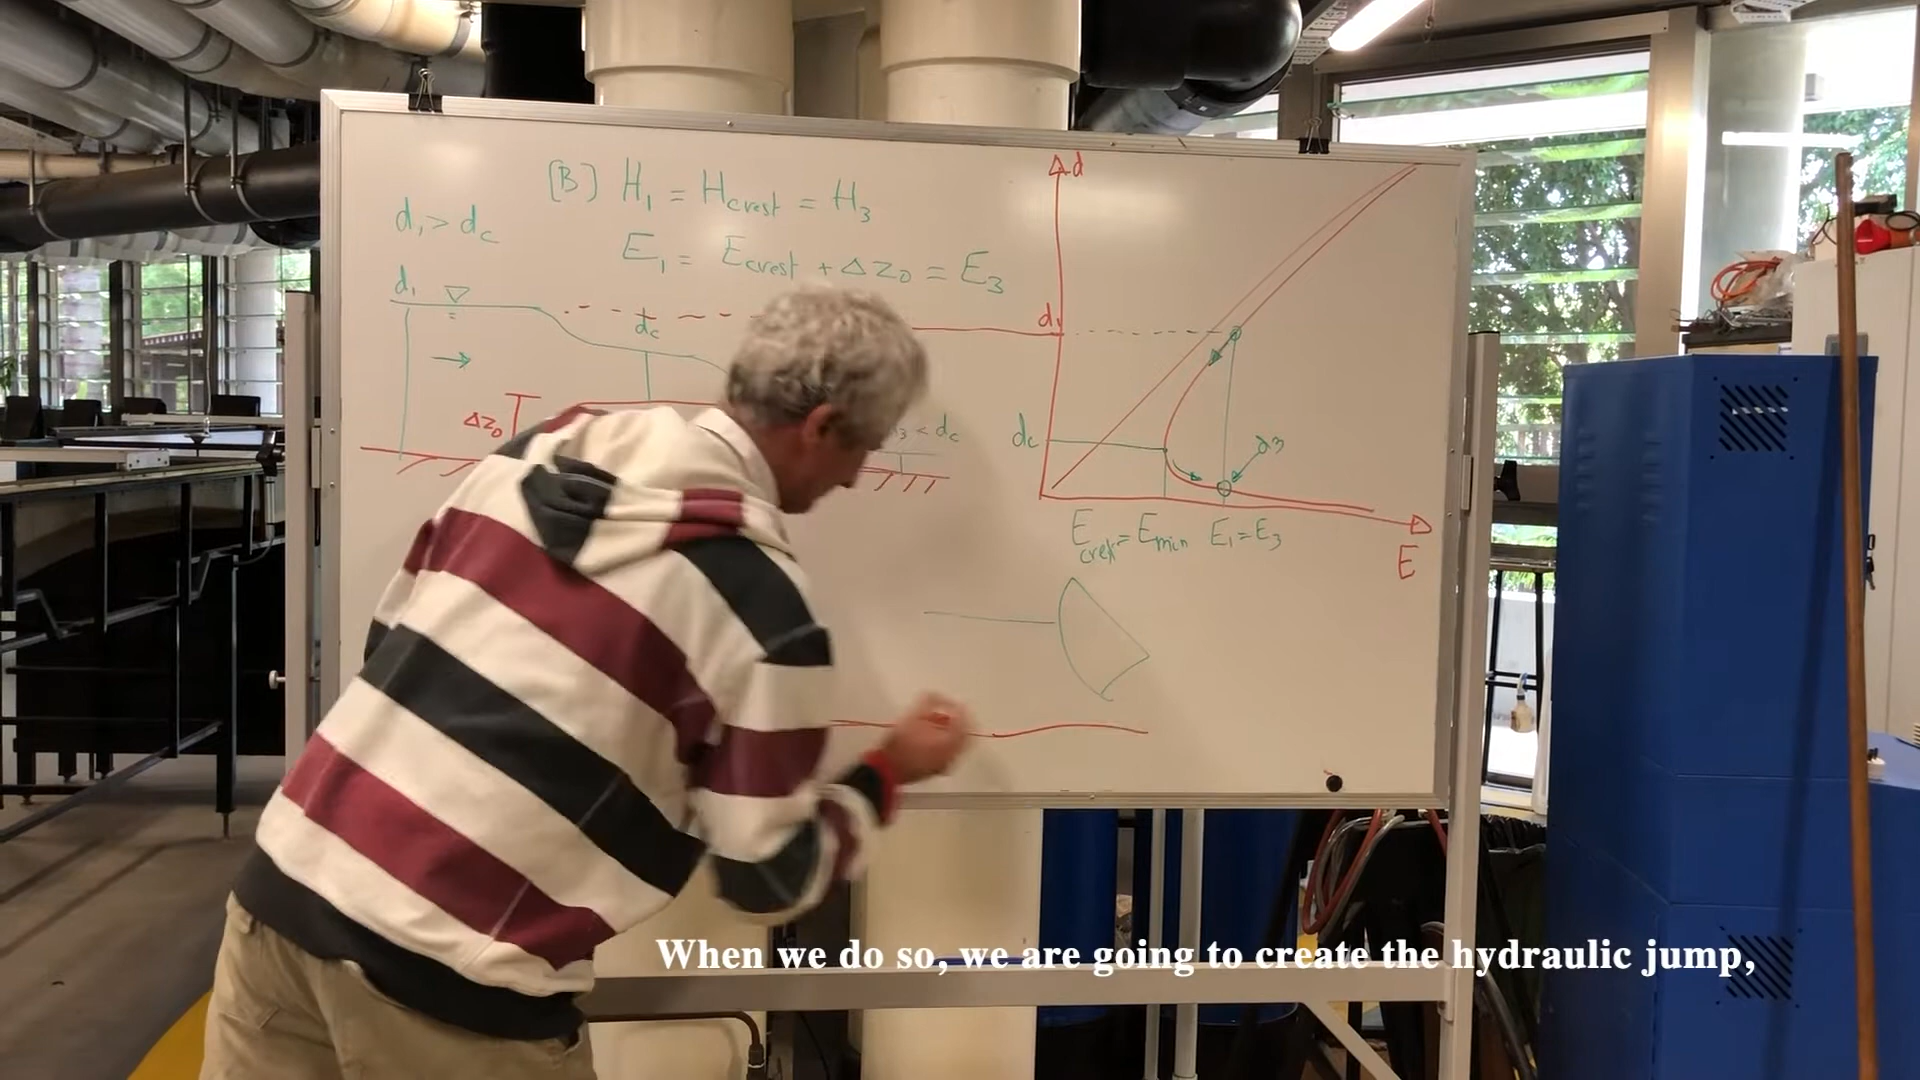 [B] H₁ = Hcrest = H₃
d₁ > dc
E₁ = Ecrest + Δz₀ = E₃
d₁
dc
Δz₀
< dc
d
d₁
dc
d₃
Ecrest = Emin E₁ = E₃
E
When we do so, we are going to create the hydraulic jump,